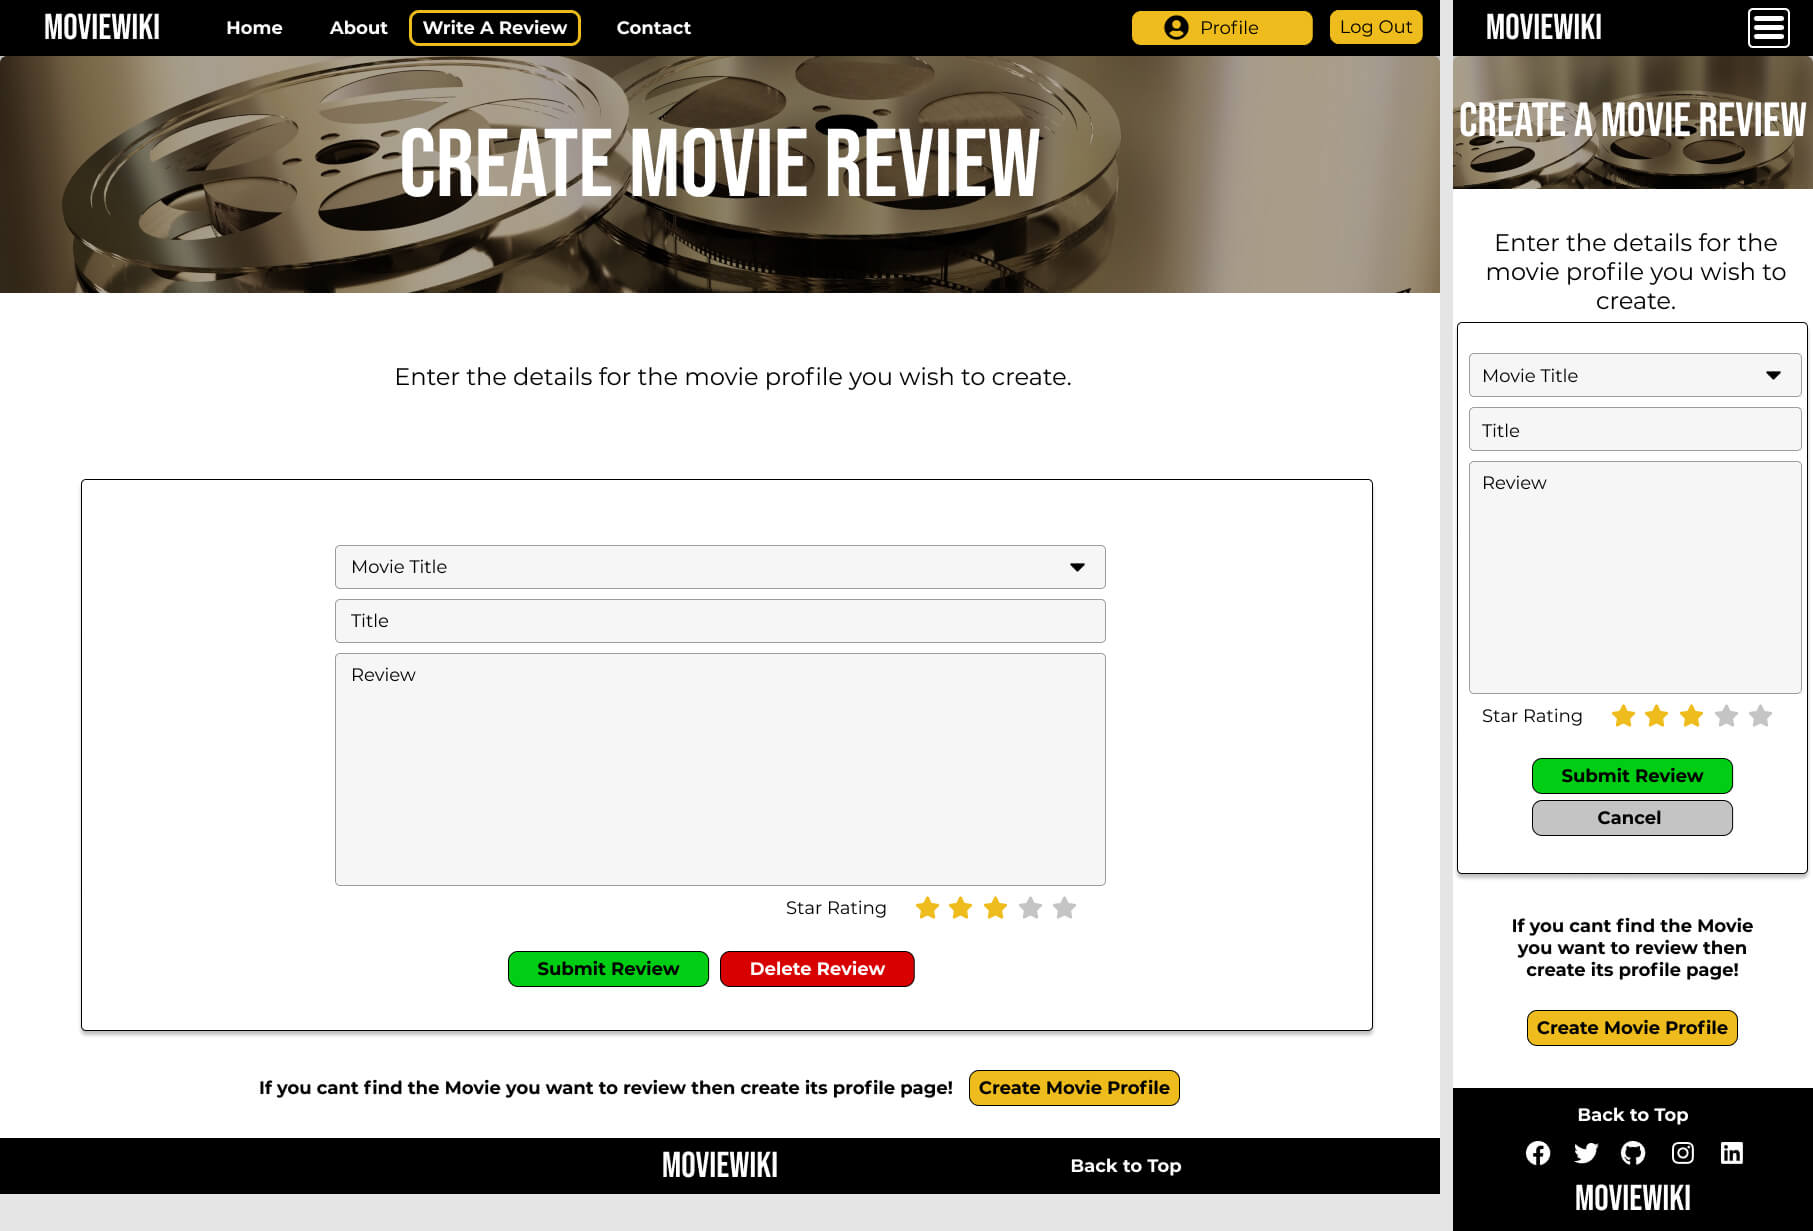 MOVIEWIKI
Home
About
Write A Review
Contact
Profile
Log Out
CREATE MOVIE REVIEW
Enter the details for the movie profile you wish to create.
Movie Title
Title
Review
Star Rating
Submit Review
Delete Review
If you cant find the Movie you want to review then create its profile page!
Create Movie Profile
MOVIEWIKI
Back to Top
MOVIEWIKI
CREATE A MOVIE REVIEW
Enter the details for the
movie profile you wish to
create.
Movie Title
Title
Review
Star Rating
Submit Review
Cancel
If you cant find the Movie
you want to review then
create its profile page!
Create Movie Profile
Back to Top
MOVIEWIKI